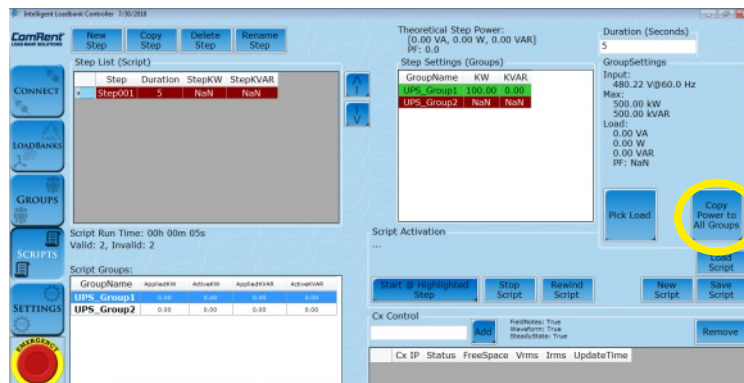 Intelligent Loadbank Controller 7/30/2018
ComRent
LOAD BANK SOLUTIONS
New Step
Copy Step
Delete Step
Rename Step
Theoretical Step Power:
[0.00 VA, 0.00 W, 0.00 VAR]
PF: 0.0
Duration (Seconds)
5
Step List (Script)
Step Duration StepKW StepKVAR
Step001 5 NaN NaN
Step Settings (Groups)
GroupName KW KVAR
UPS_Group1 100.00 0.00
UPS_Group2 NaN NaN
GroupSettings
Input:
480.22 V@60.0 Hz
Max:
500.00 kW
500.00 kVAR
Load:
0.00 VA
0.00 W
0.00 VAR
PF: NaN
CONNECT
LOADBANKS
GROUPS
SCRIPTS
SETTINGS
EMERGENCY
Pick Load
Copy Power to All Groups
Script Run Time: 00h 00m 05s
Valid: 2, Invalid: 2
Script Activation
...
Load Script
Start @ Highlighted Step
Stop Script
Rewind Script
New Script
Save Script
Script Groups:
GroupName AppliedKW ActiveKW AppliedKVAR ActiveKVAR
UPS_Group1 0.00 0.00 0.00 0.00
UPS_Group2 0.00 0.00 0.00 0.00
Cx Control
Add
FieldNotes: True
Waveform: True
SteadyState: True
Remove
Cx IP Status FreeSpace Vrms Irms UpdateTime